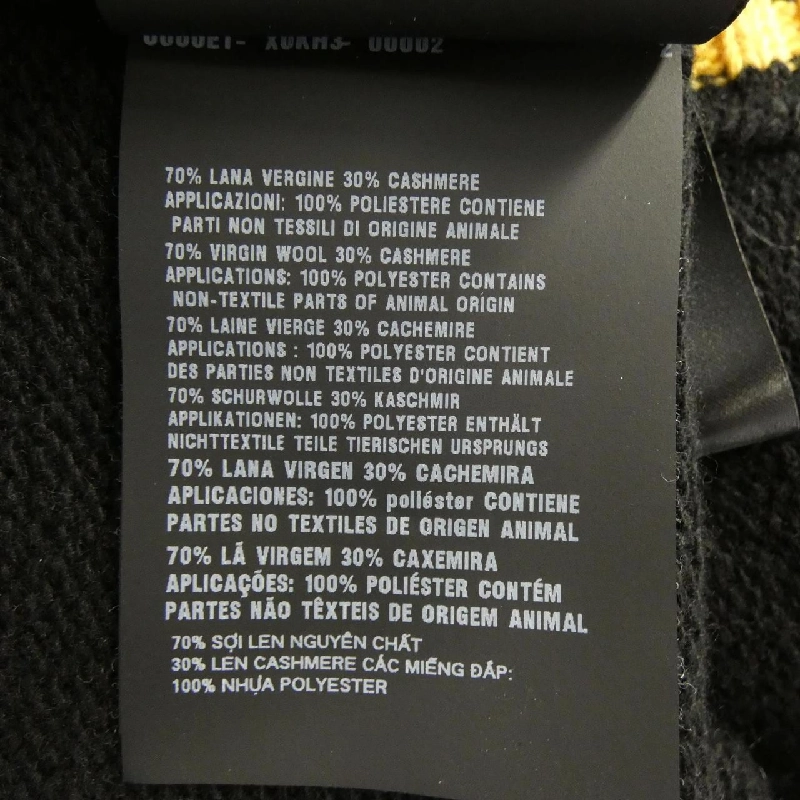 70% LANA VERGINE 30% CASHMERE
APPLICAZIONI: 100% POLIESTERE CONTIENE
PARTI NON TESSILI DI ORIGINE ANIMALE
70% VIRGIN WOOL 30% CASHMERE
APPLICATIONS: 100% POLYESTER CONTAINS
NON-TEXTILE PARTS OF ANIMAL ORÍGIN
70% LAINE VIERGE 30% CACHEMIRE
APPLICATIONS : 100% POLYESTER CONTIENT
DES PARTIES NON TEXTILES D'ORIGINE ANIMALE
70% SCHURWOLLE 30% KASCHMIR
APPLIKATIONEN: 100% POLYESTER ENTHÄLT
NICHTTEXTILE TEILE TIERISCHEN URSPRUNGS
70% LANA VIRGEN 30% CACHEMIRA
APLICACIONES: 100% poliéster CONTIENE
PARTES NO TEXTILES DE ORIGEN ANIMAL
70% LÃ VIRGEM 30% CAXEMIRA
APLICAÇÕES: 100% POLIÉSTER CONTÉM
PARTES NÃO TÊXTEIS DE ORIGEM ANIMAL
70% SỢI LEN NGUYÊN CHẤT
30% LEN CASHMERE CÁC MIẾNG ĐẮP:
100% NHỰA POLYESTER